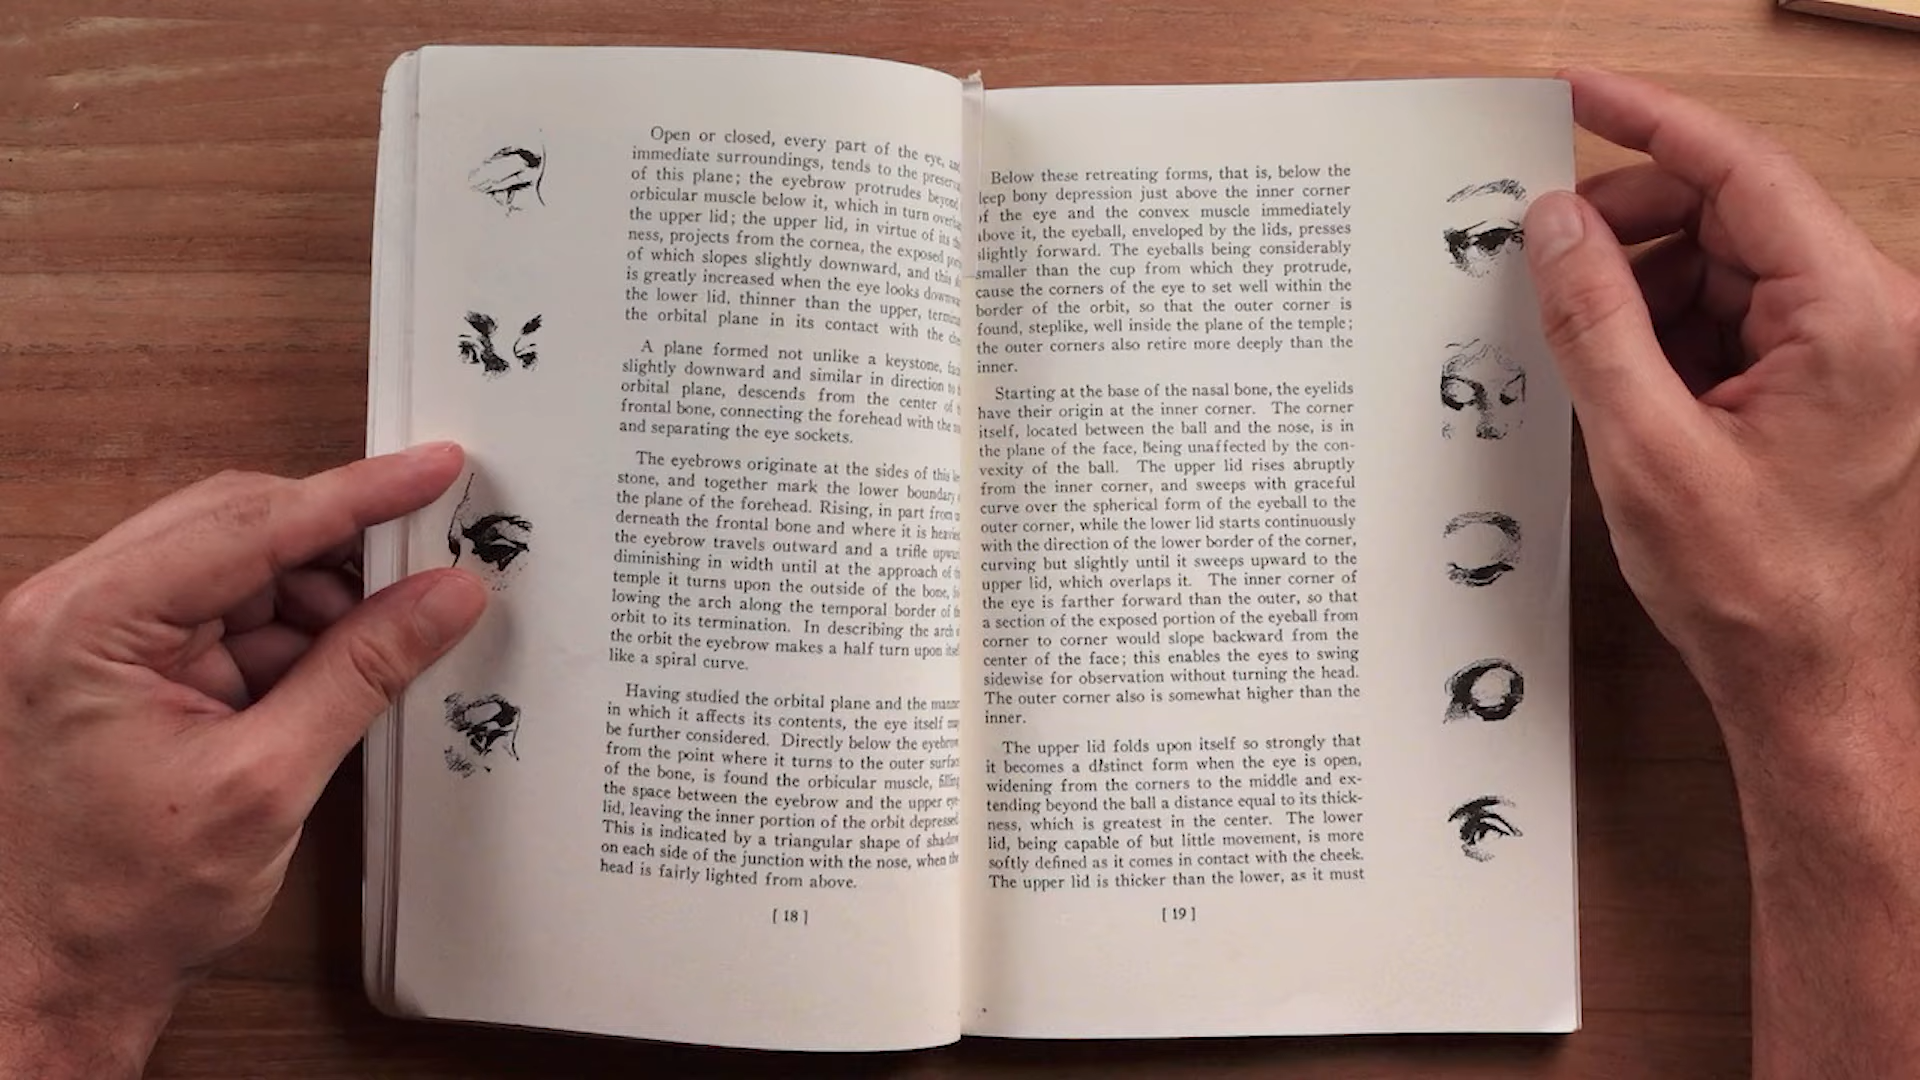 Open or closed, every part of the eye,
immediate surroundings, tends to the
of this plane; the eyebrow protrudes beyond
orbicular muscle below it, which in turn
the upper lid; the upper lid, in virtue of its
ness, projects from the cornea, the exposed
of which slopes slightly downward, and this
is greatly increased when the eye looks
the lower lid, thinner than the upper,
the orbital plane in its contact with the
A plane formed not unlike a keystone,
slightly downward and similar in direction to
orbital plane, descends from the center of
frontal bone, connecting the forehead with the
and separating the eye sockets.
The eyebrows originate at the sides of this
stone, and together mark the lower boundary
the plane of the forehead. Rising, in part from
derneath the frontal bone and where it is
the eyebrow travels outward and a trifle
diminishing in width until at the approach of
temple it turns upon the outside of the bone,
lowing the arch along the temporal border of
orbit to its termination. In describing the arch
the orbit the eyebrow makes a half turn upon
like a spiral curve.
Having studied the orbital plane and the
in which it affects its contents, the eye itself
be further considered. Directly below the
from the point where it turns to the outer
of the bone, is found the orbicular muscle, filling
the space between the eyebrow and the upper eye-
lid, leaving the inner portion of the orbit
This is indicated by a triangular shape of
on each side of the junction with the nose, when the
head is fairly lighted from above.
[ 18 ]
Below these retreating forms, that is, below the
bony depression just above the inner corner
of the eye and the convex muscle immediately
above it, the eyeball, enveloped by the lids, presses
slightly forward. The eyeballs being considerably
smaller than the cup from which they protrude,
cause the corners of the eye to set well within the
border of the orbit, so that the outer corner is
found, steplike, well inside the plane of the temple;
the outer corners also retire more deeply than the
inner.
Starting at the base of the nasal bone, the eyelids
have their origin at the inner corner. The corner
itself, located between the ball and the nose, is in
the plane of the face, being unaffected by the con-
vexity of the ball. The upper lid rises abruptly
from the inner corner, and sweeps with graceful
curve over the spherical form of the eyeball to the
outer corner, while the lower lid starts continuously
with the direction of the lower border of the corner,
curving but slightly until it sweeps upward to the
upper lid, which overlaps it. The inner corner of
the eye is farther forward than the outer, so that
a section of the exposed portion of the eyeball from
corner to corner would slope backward from the
center of the face; this enables the eyes to swing
sidewise for observation without turning the head.
The outer corner also is somewhat higher than the
inner.
The upper lid folds upon itself so strongly that
it becomes a distinct form when the eye is open,
widening from the corners to the middle and ex-
tending beyond the ball a distance equal to its thick-
ness, which is greatest in the center. The lower
lid, being capable of but little movement, is more
softly defined as it comes in contact with the cheek.
The upper lid is thicker than the lower, as it must
[ 19 ]